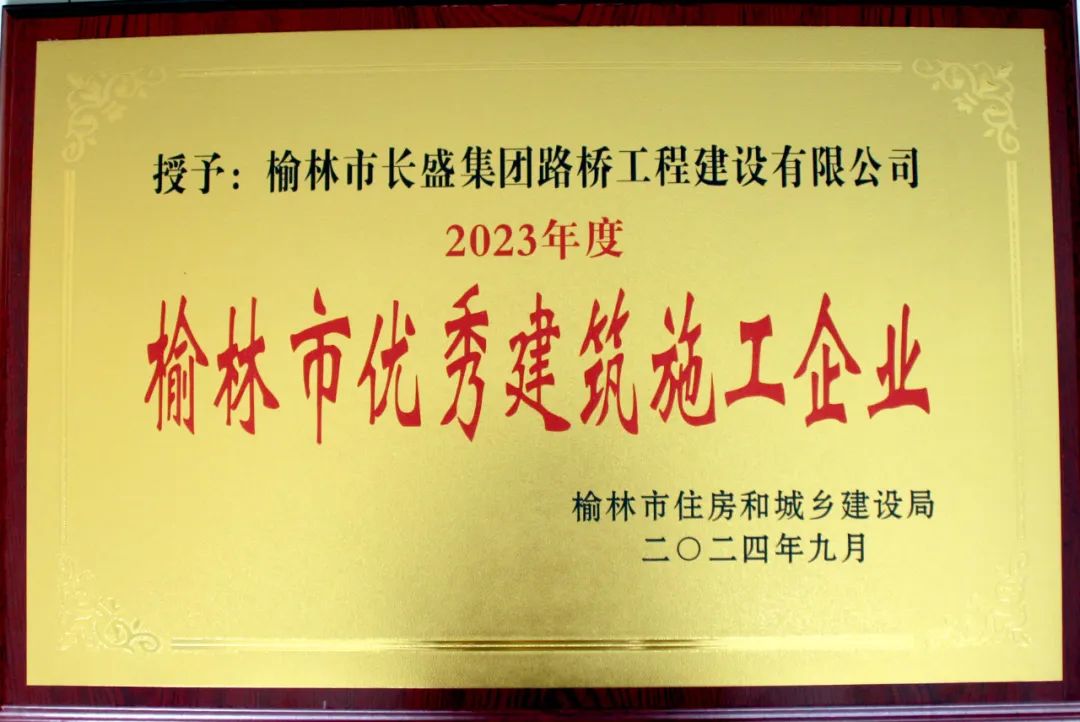 授予：榆林市长盛集团路桥工程建设有限公司
2023年度
榆林市优秀建筑施工企业
榆林市住房和城乡建设局
二〇二四年九月